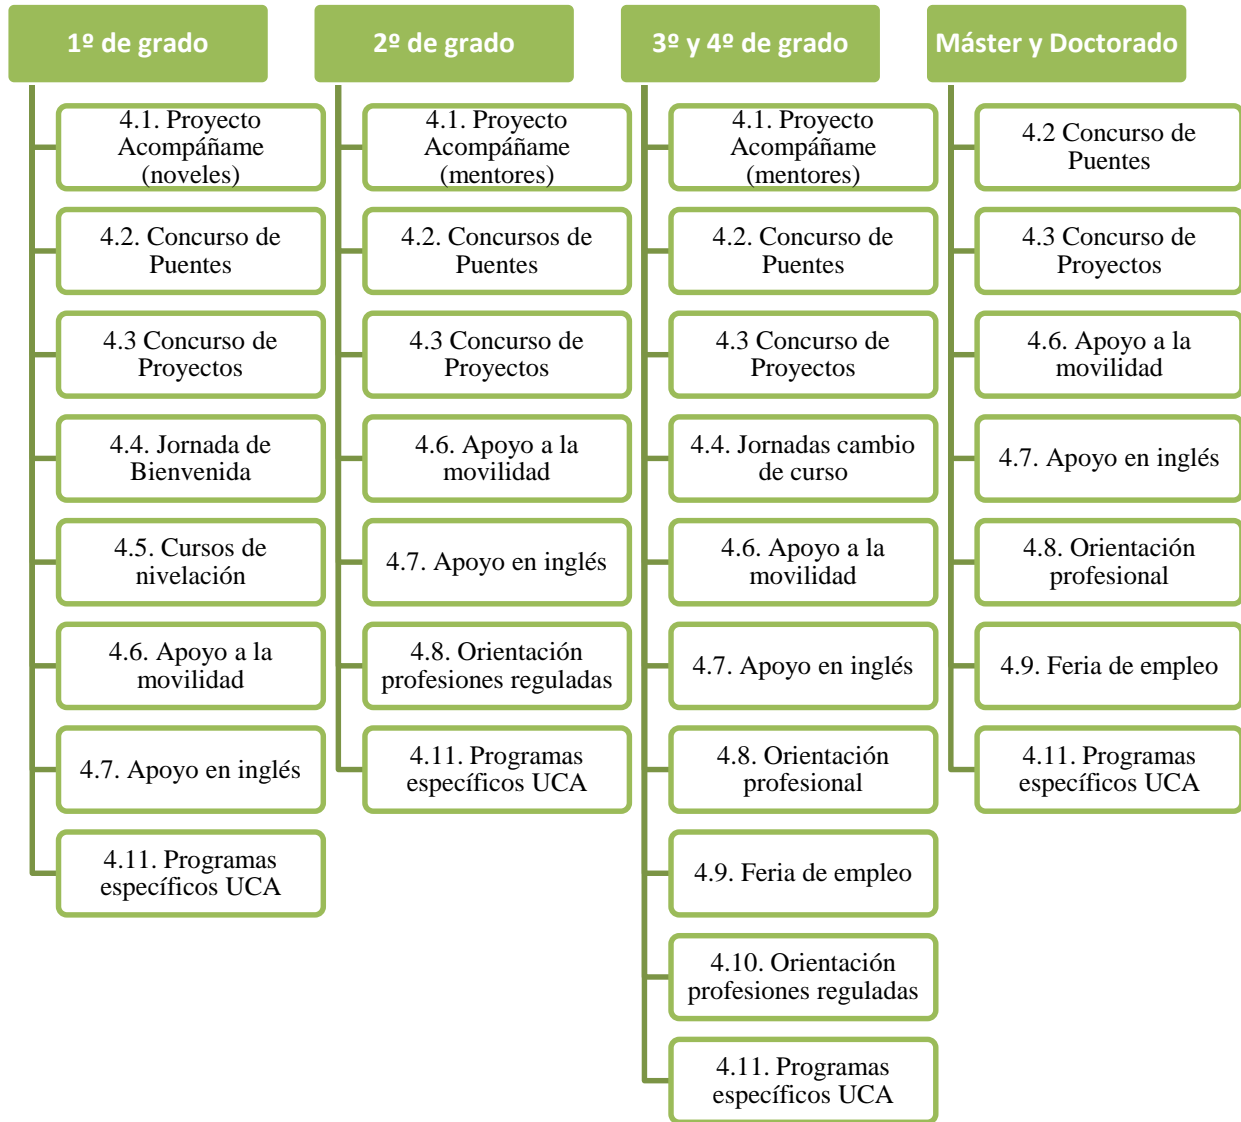 1º de grado
4.1. Proyecto
Acompáñame
(noveles)
4.2. Concurso de
Puentes
4.3 Concurso de
Proyectos
4.4. Jornada de
Bienvenida
4.5. Cursos de
nivelación
4.6. Apoyo a la
movilidad
4.7. Apoyo en inglés
4.11. Programas
específicos UCA
2º de grado
4.1. Proyecto
Acompáñame
(mentores)
4.2. Concursos de
Puentes
4.3 Concurso de
Proyectos
4.6. Apoyo a la
movilidad
4.7. Apoyo en inglés
4.8. Orientación
profesiones reguladas
4.11. Programas
específicos UCA
3º y 4º de grado
4.1. Proyecto
Acompáñame
(mentores)
4.2. Concurso de
Puentes
4.3 Concurso de
Proyectos
4.4. Jornadas cambio
de curso
4.6. Apoyo a la
movilidad
4.7. Apoyo en inglés
4.8. Orientación
profesional
4.9. Feria de empleo
4.10. Orientación
profesiones reguladas
4.11. Programas
específicos UCA
Máster y Doctorado
4.2 Concurso de
Puentes
4.3 Concurso de
Proyectos
4.6. Apoyo a la
movilidad
4.7. Apoyo en inglés
4.8. Orientación
profesional
4.9. Feria de empleo
4.11. Programas
específicos UCA